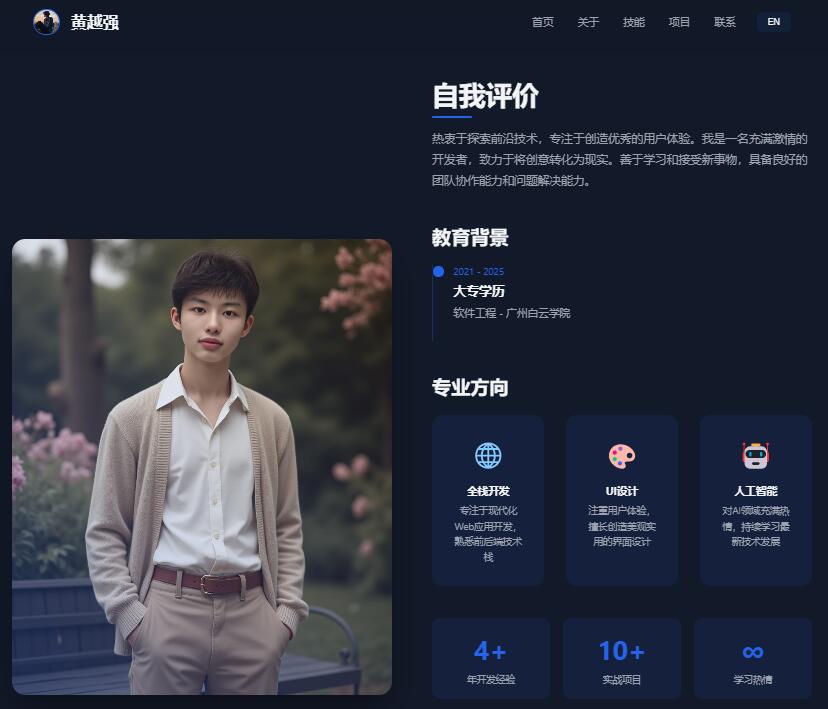 黄越强
首页 关于 技能 项目 联系 EN
自我评价
热衷于探索前沿技术，专注于创造优秀的用户体验。我是一名充满激情的
开发者，致力于将创意转化为现实。善于学习和接受新事物，具备良好的
团队协作能力和问题解决能力。
教育背景
2021 - 2025
大专学历
软件工程 - 广州白云学院
专业方向
全栈开发
专注于现代化
Web应用开发，
熟悉前后端技术
栈
UI设计
注重用户体验，
擅长创造美观实
用的界面设计
人工智能
对AI领域充满热
情，持续学习最
新技术发展
4+
年开发经验
10+
实战项目
∞
学习热情